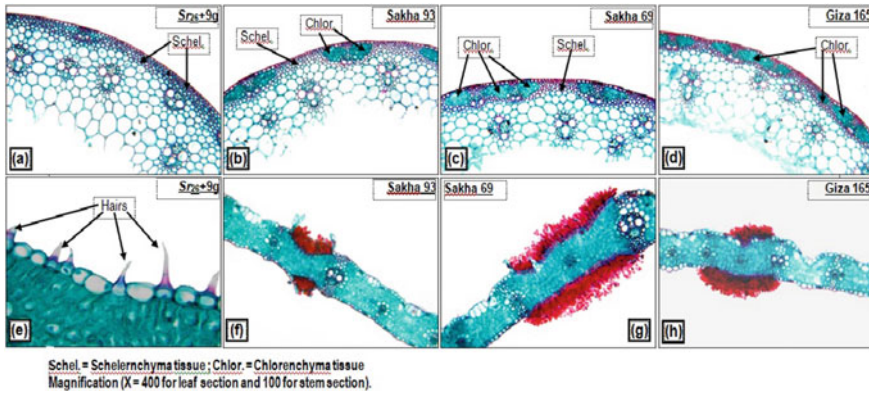 Sr26+9g
Schel.
(a)
Sakha 93
Chlor.
Schel.
(b)
Sakha 69
Chlor.
Schel.
(c)
Giza 165
Chlor.
(d)
Sr26+9g
Hairs
(e)
Sakha 93
(f)
Sakha 69
(g)
Giza 165
(h)
Schel. = Schelernchyma tissue ; Chlor. = Chlorenchyma tissue
Magnification (X = 400 for leaf section and 100 for stem section).